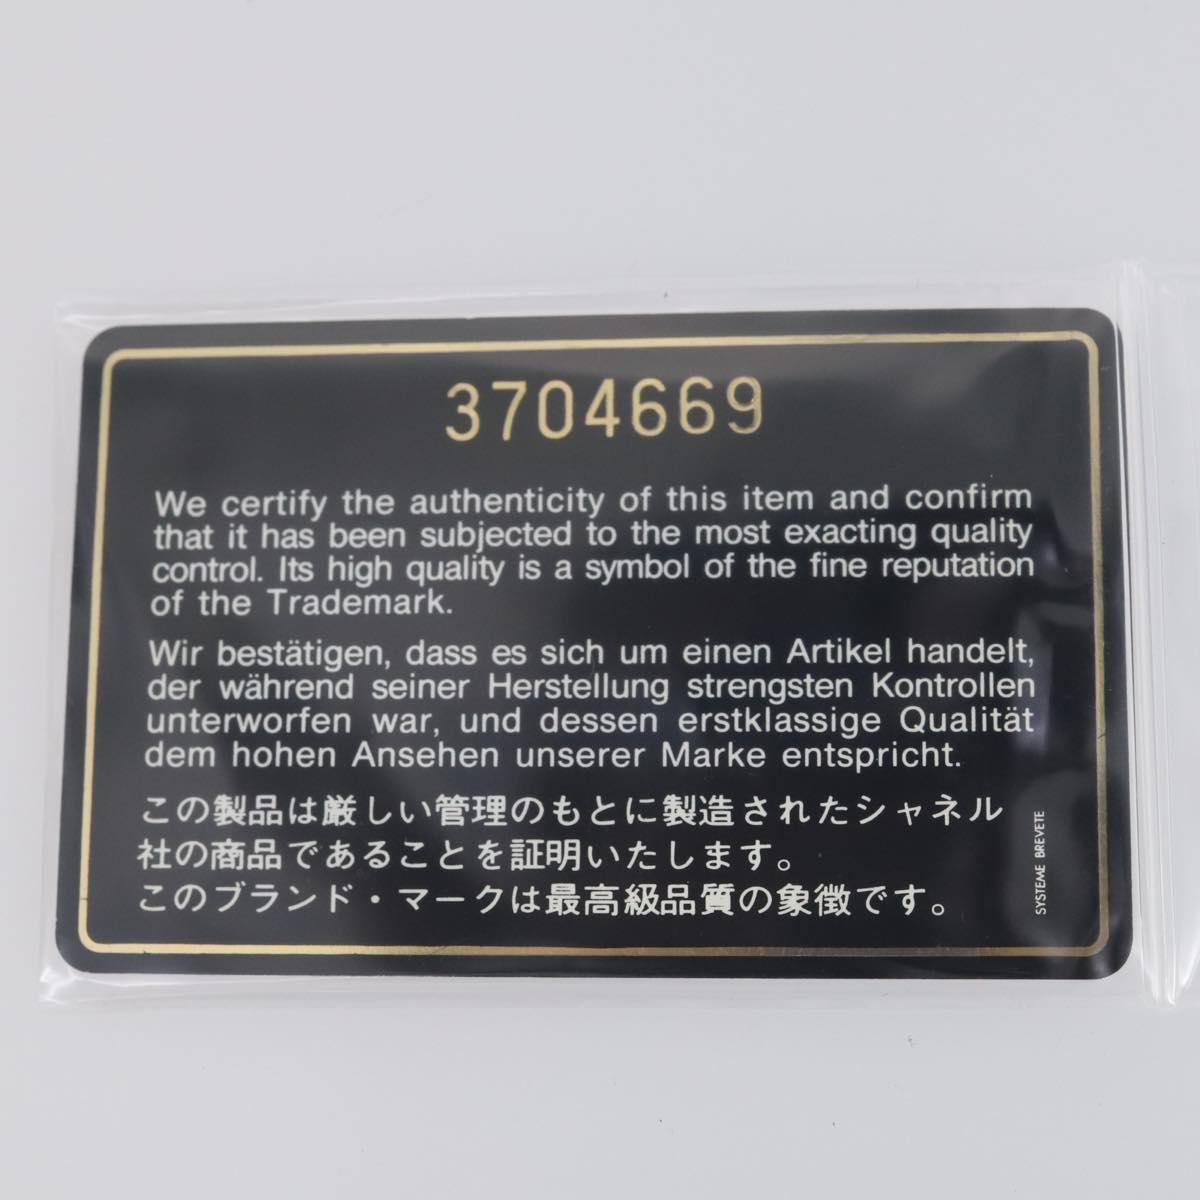 3704669
We certify the authenticity of this item and confirm
that it has been subjected to the most exacting quality
control. Its high quality is a symbol of the fine reputation
of the Trademark.
Wir bestätigen, dass es sich um einen Artikel handelt,
der während seiner Herstellung strengsten Kontrollen
unterworfen war, und dessen erstklassige Qualität
dem hohen Ansehen unserer Marke entspricht.
この製品は厳しい管理のもとに製造されたシャネル
社の商品であることを証明いたします。
このブランド・マークは最高級品質の象徴です。
SYSTEME BREVETE